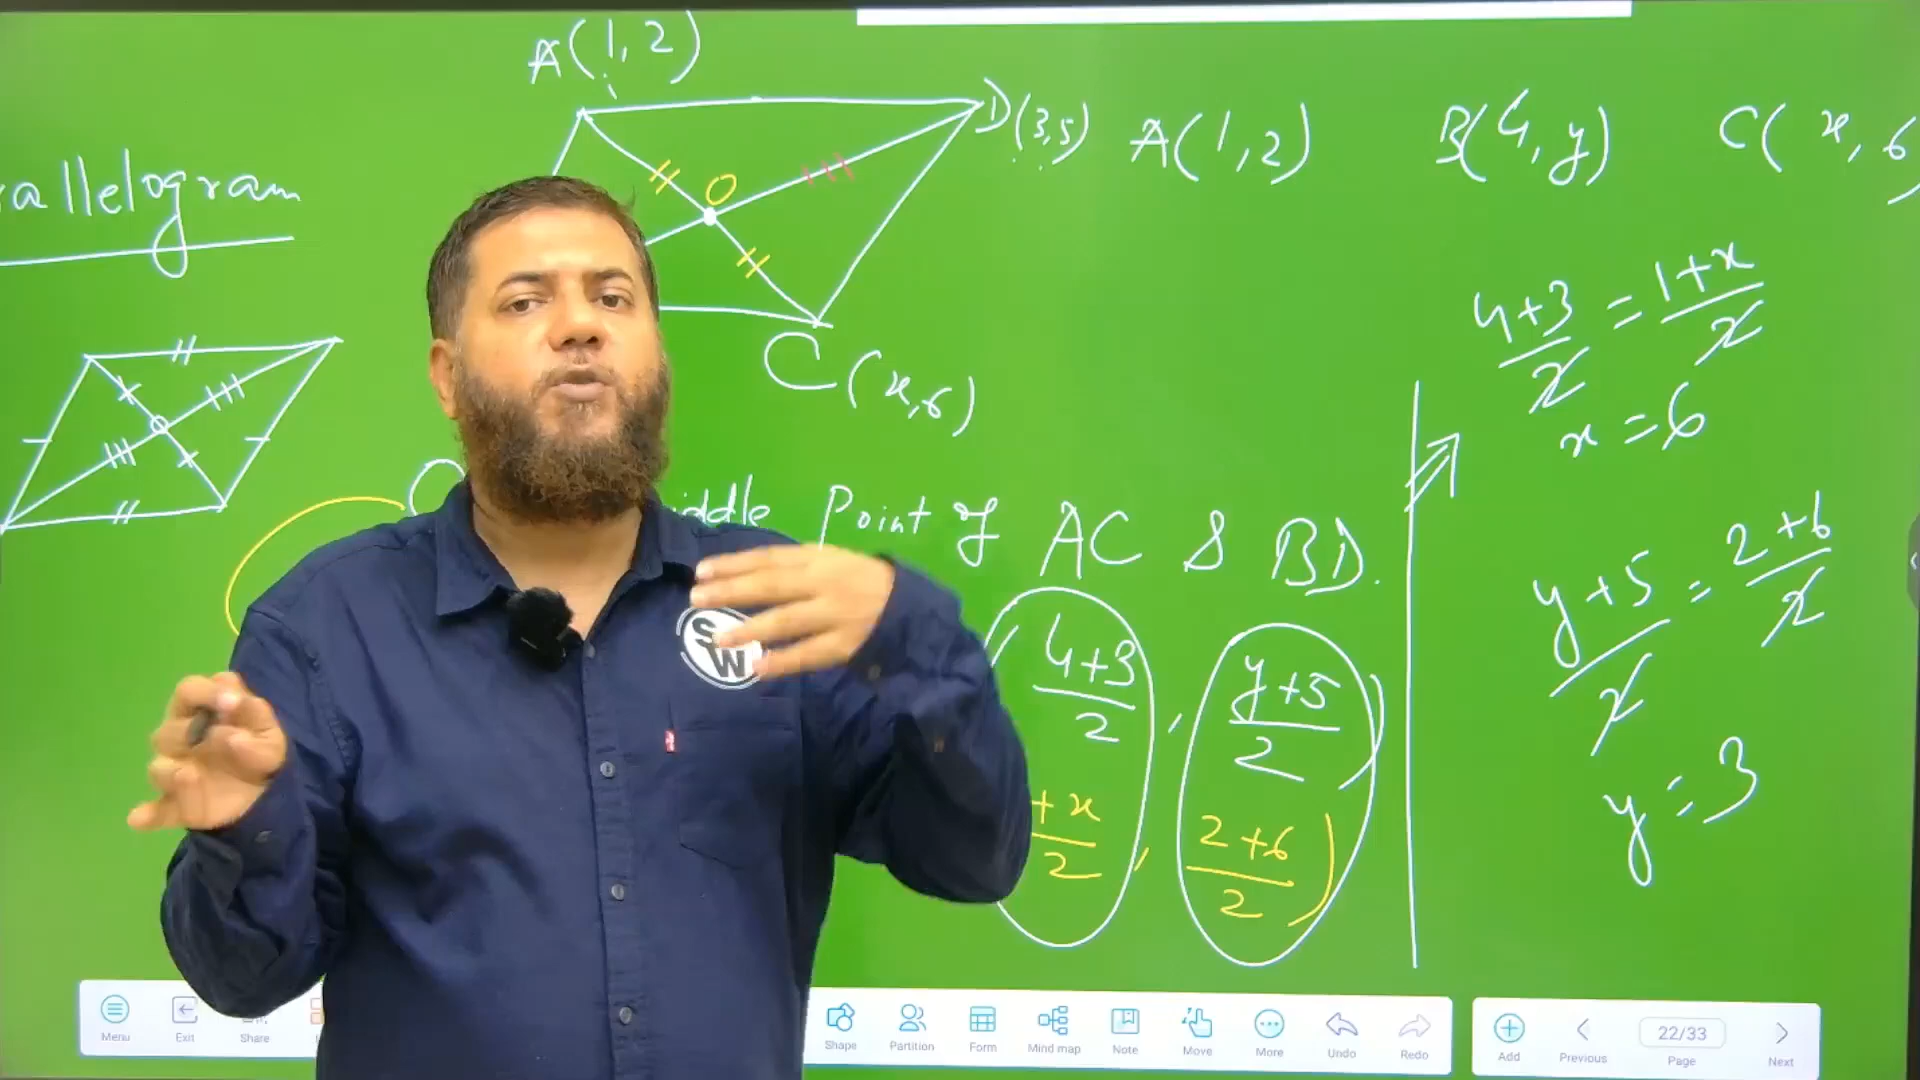 A(1,2)
D(3,5)
A(1,2) B(4,y) C(x,6
rallelogram
O
C(x,6)
iddle Point of AC & BD.
4+3/2 , y+5/2)
+x/2 , 2+6/2)
4+3/2 = 1+x/2
x=6
y+5/2 = 2+6/2
y=3
S
W
Menu Exit Share Shape Partition Form Mind map Note Move More Undo Redo
Add Previous 22/33 Page Next